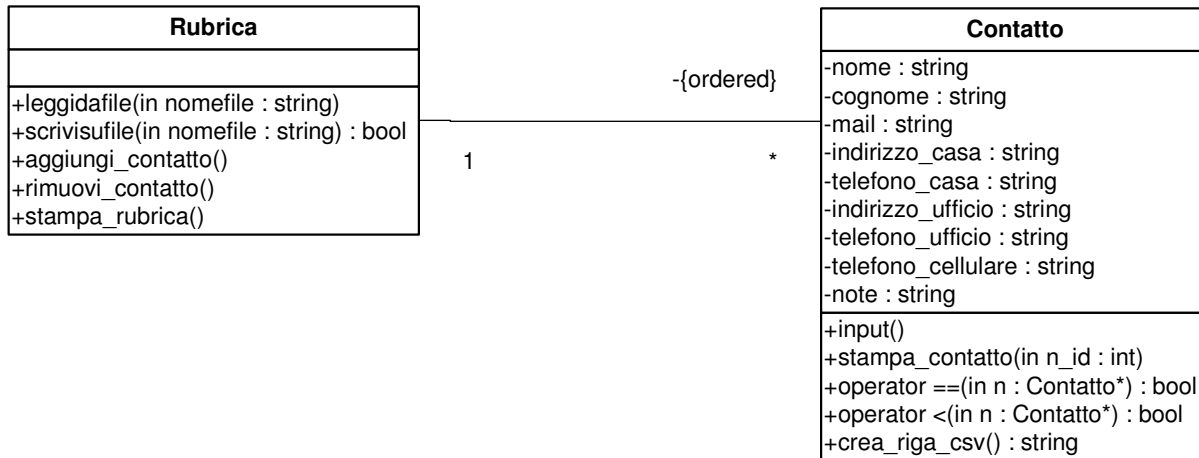 Rubrica
+leggidafile(in nomefile : string)
+scrivisufile(in nomefile : string) : bool
+aggiungi_contatto()
+rimuovi_contatto()
+stampa_rubrica()
-{ordered}
1
*
Contatto
-nome : string
-cognome : string
-mail : string
-indirizzo_casa : string
-telefono_casa : string
-indirizzo_ufficio : string
-telefono_ufficio : string
-telefono_cellulare : string
-note : string
+input()
+stampa_contatto(in n_id : int)
+operator ==(in n : Contatto*) : bool
+operator <(in n : Contatto*) : bool
+crea_riga_csv() : string